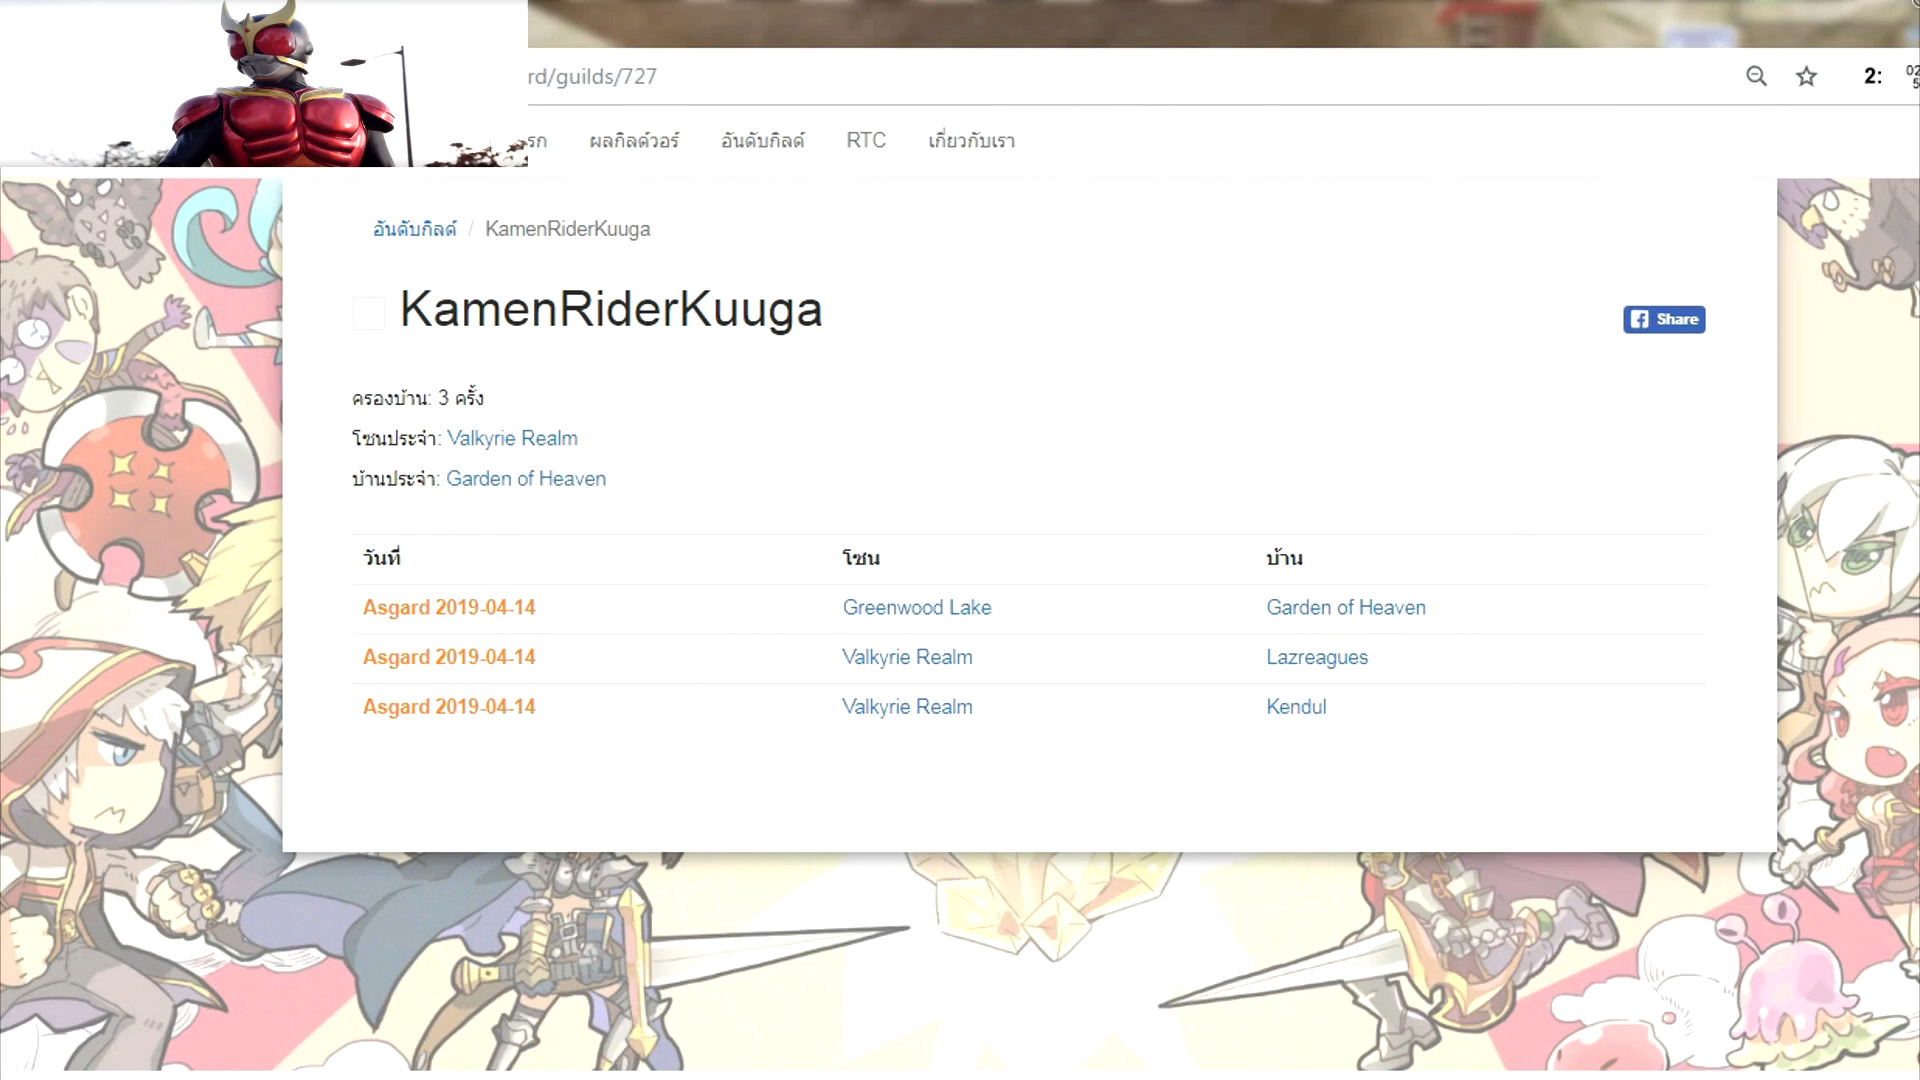 rd/guilds/727
2:
รก ผลกิลด์วอร์ อันดับกิลด์ RTC เกี่ยวกับเรา
อันดับกิลด์ / KamenRiderKuuga
KamenRiderKuuga
Share
ครองบ้าน: 3 ครั้ง
โซนประจำ: Valkyrie Realm
บ้านประจำ: Garden of Heaven
วันที่ โซน บ้าน
Asgard 2019-04-14 Greenwood Lake Garden of Heaven
Asgard 2019-04-14 Valkyrie Realm Lazreagues
Asgard 2019-04-14 Valkyrie Realm Kendul